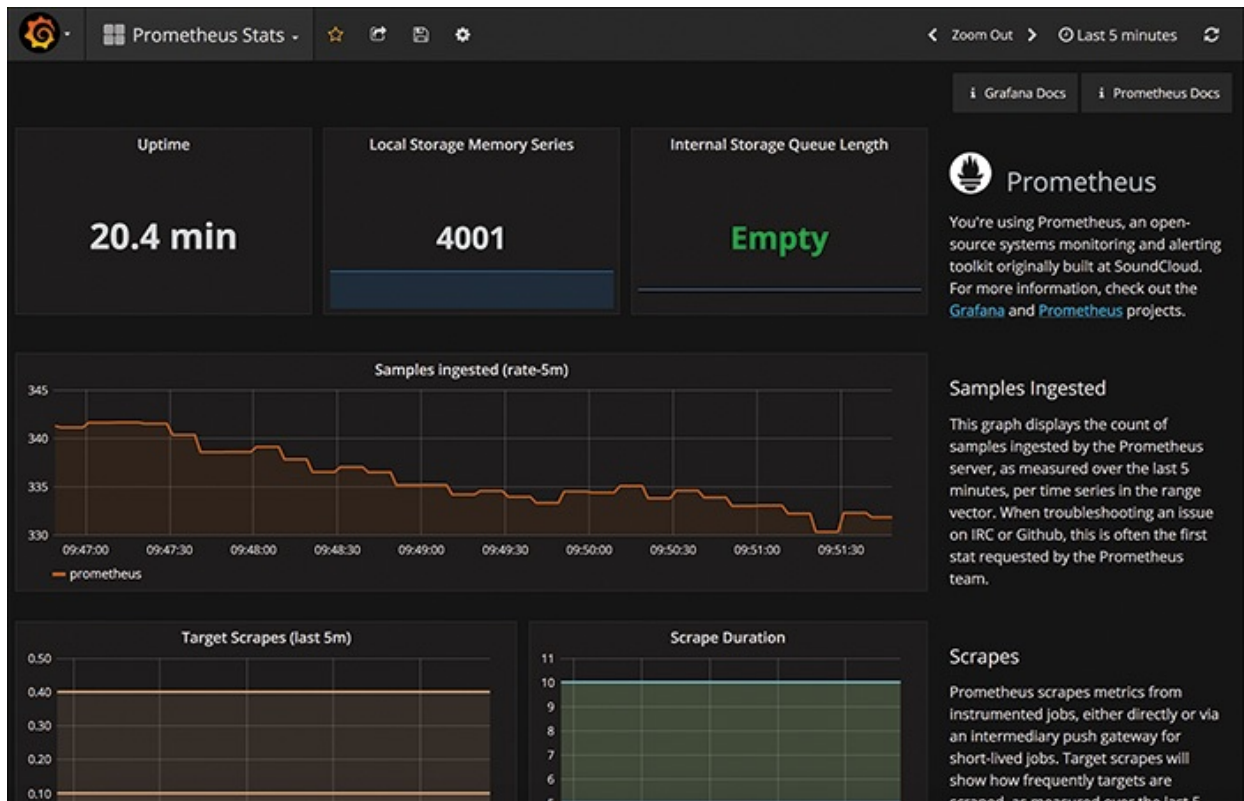 Prometheus Stats
Zoom Out
Last 5 minutes
i Grafana Docs
i Prometheus Docs
Uptime
20.4 min
Local Storage Memory Series
4001
Internal Storage Queue Length
Empty
Prometheus
You're using Prometheus, an open-
source systems monitoring and alerting
toolkit originally built at SoundCloud.
For more information, check out the
Grafana and Prometheus projects.
Samples ingested (rate-5m)
345
340
335
330
09:47:00 09:47:30 09:48:00 09:48:30 09:49:00 09:49:30 09:50:00 09:50:30 09:51:00 09:51:30
prometheus
Samples Ingested
This graph displays the count of
samples ingested by the Prometheus
server, as measured over the last 5
minutes, per time series in the range
vector. When troubleshooting an issue
on IRC or Github, this is often the first
stat requested by the Prometheus
team.
Target Scrapes (last 5m)
0.50
0.40
0.30
0.20
0.10
Scrape Duration
11
10
9
8
7
6
Scrapes
Prometheus scrapes metrics from
instrumented jobs, either directly or via
an intermediary push gateway for
short-lived jobs. Target scrapes will
show how frequently targets are
scraped, as measured over the last 5